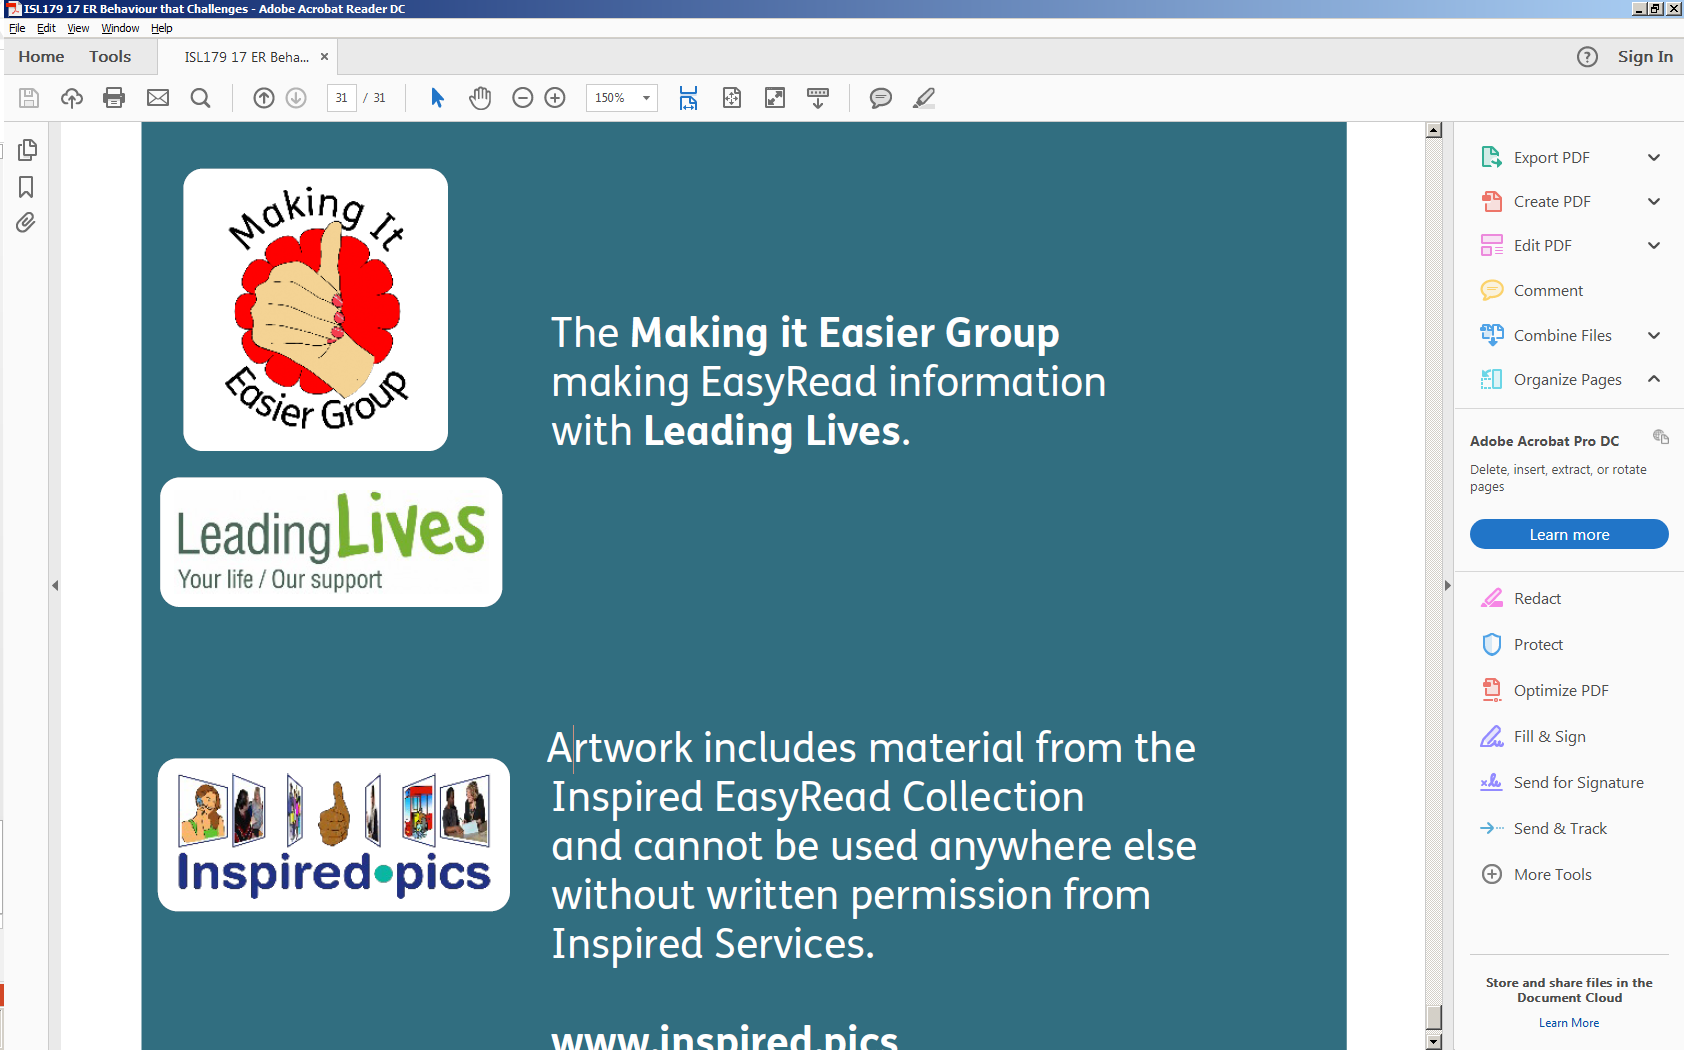 ISL179 17 ER Behaviour that Challenges - Adobe Acrobat Reader DC
File Edit View Window Help
Home Tools ISL179 17 ER Beha... × ? Sign In
31 / 31 150%
Making It
Easier Group
The Making it Easier Group
making EasyRead information
with Leading Lives.
Leading Lives
Your life / Our support
Artwork includes material from the
Inspired EasyRead Collection
and cannot be used anywhere else
without written permission from
Inspired Services.
Inspired•pics
www.inspired.pics
Export PDF
Create PDF
Edit PDF
Comment
Combine Files
Organize Pages
Adobe Acrobat Pro DC
Delete, insert, extract, or rotate
pages
Learn more
Redact
Protect
Optimize PDF
Fill & Sign
Send for Signature
Send & Track
More Tools
Store and share files in the
Document Cloud
Learn More